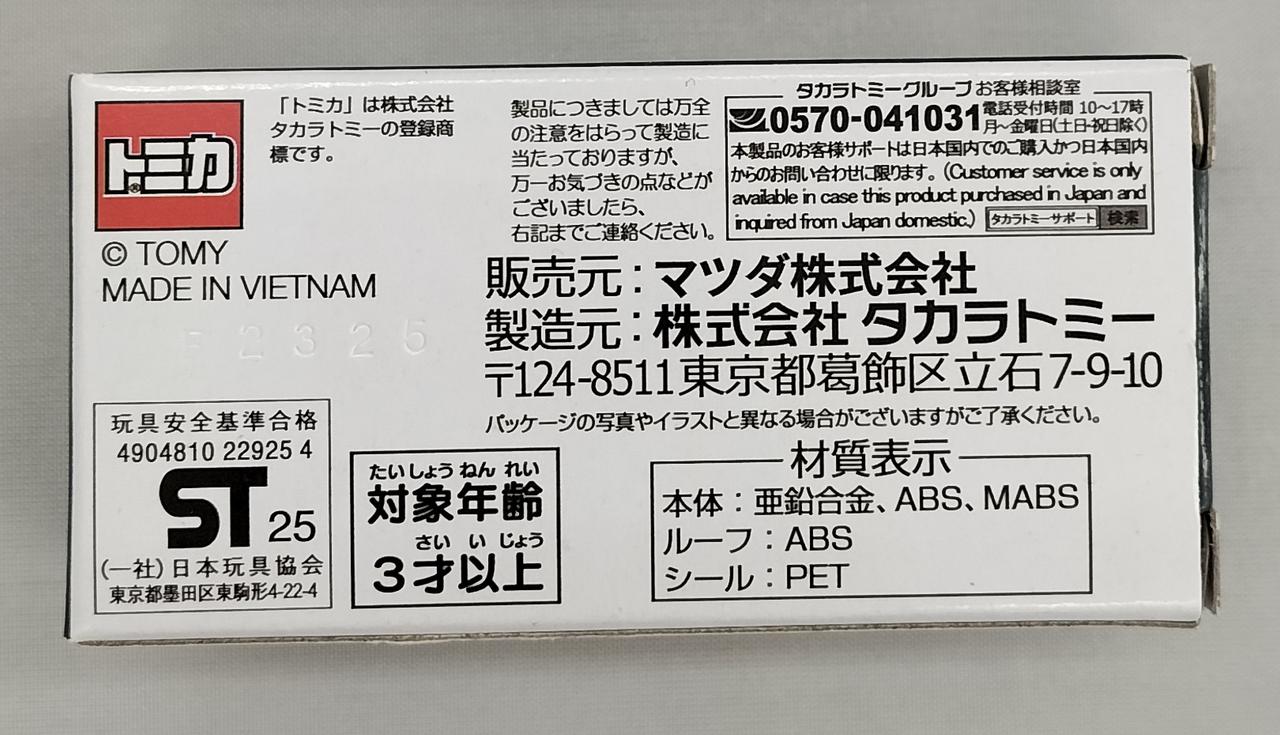 トミカ®
「トミカ」は株式会社
タカラトミーの登録商
標です。
© TOMY
MADE IN VIETNAM
製品につきましては万全
の注意をはらって製造に
当たっておりますが、
万一お気づきの点などが
ございましたら、
右記までご連絡ください。
タカラトミーグループお客様相談室
0570-041031 電話受付時間 10〜17時
月〜金曜日(土日・祝日除く)
本製品のお客様サポートは日本国内でのご購入かつ日本国内
からのお問い合わせに限ります。(Customer service is only
available in case this product purchased in Japan and
inquired from Japan domestic.) タカラトミーサポート 検索
販売元：マツダ株式会社
製造元：株式会社 タカラトミー
〒124-8511 東京都葛飾区立石 7-9-10
パッケージの写真やイラストと異なる場合がございますがご了承ください。
2325
玩具安全基準合格
4904810 22925 4
ST 25
(一社)日本玩具協会
東京都墨田区東駒形4-22-4
たいしょう ねん れい
対象年齢
さい い じょう
3才以上
材質表示
本体：亜鉛合金、ABS、MABS
ルーフ：ABS
シール：PET